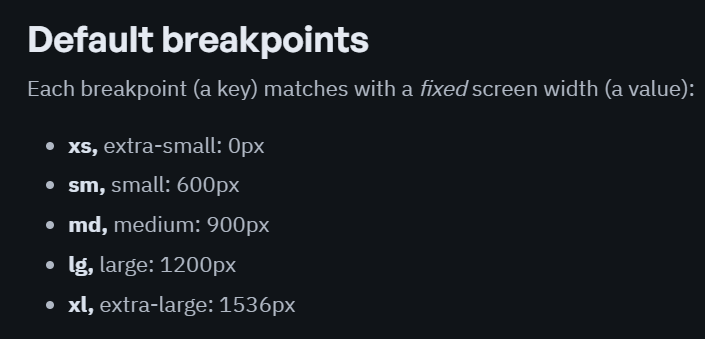 Default breakpoints
Each breakpoint (a key) matches with a fixed screen width (a value):
• xs, extra-small: 0px
• sm, small: 600px
• md, medium: 900px
• lg, large: 1200px
• xl, extra-large: 1536px